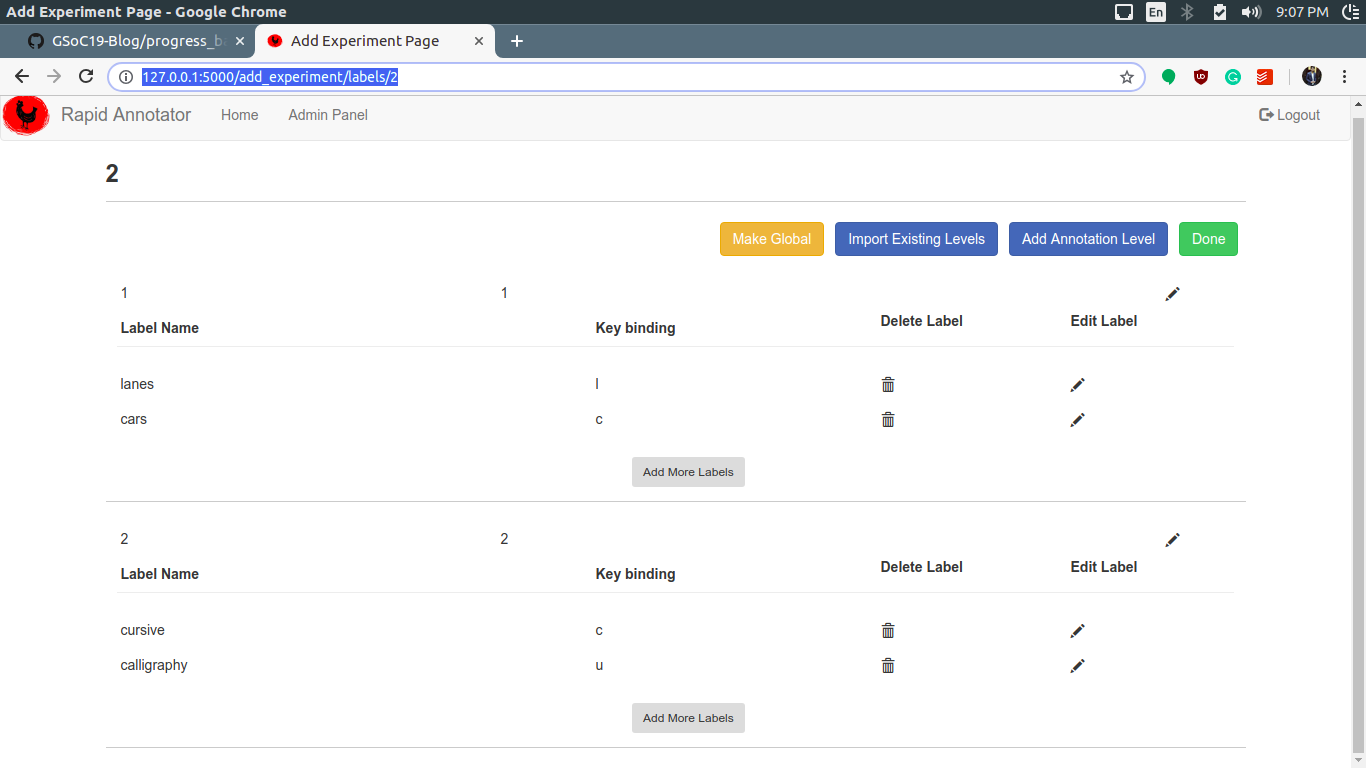 Add Experiment Page - Google Chrome En 9:07 PM
GSoC19-Blog/progress_b Add Experiment Page
127.0.0.1:5000/add_experiment/labels/2
Rapid Annotator Home Admin Panel Logout
2
Make Global Import Existing Levels Add Annotation Level Done
1 1
Label Name Key binding Delete Label Edit Label
lanes l
cars c
Add More Labels
2 2
Label Name Key binding Delete Label Edit Label
cursive c
calligraphy u
Add More Labels